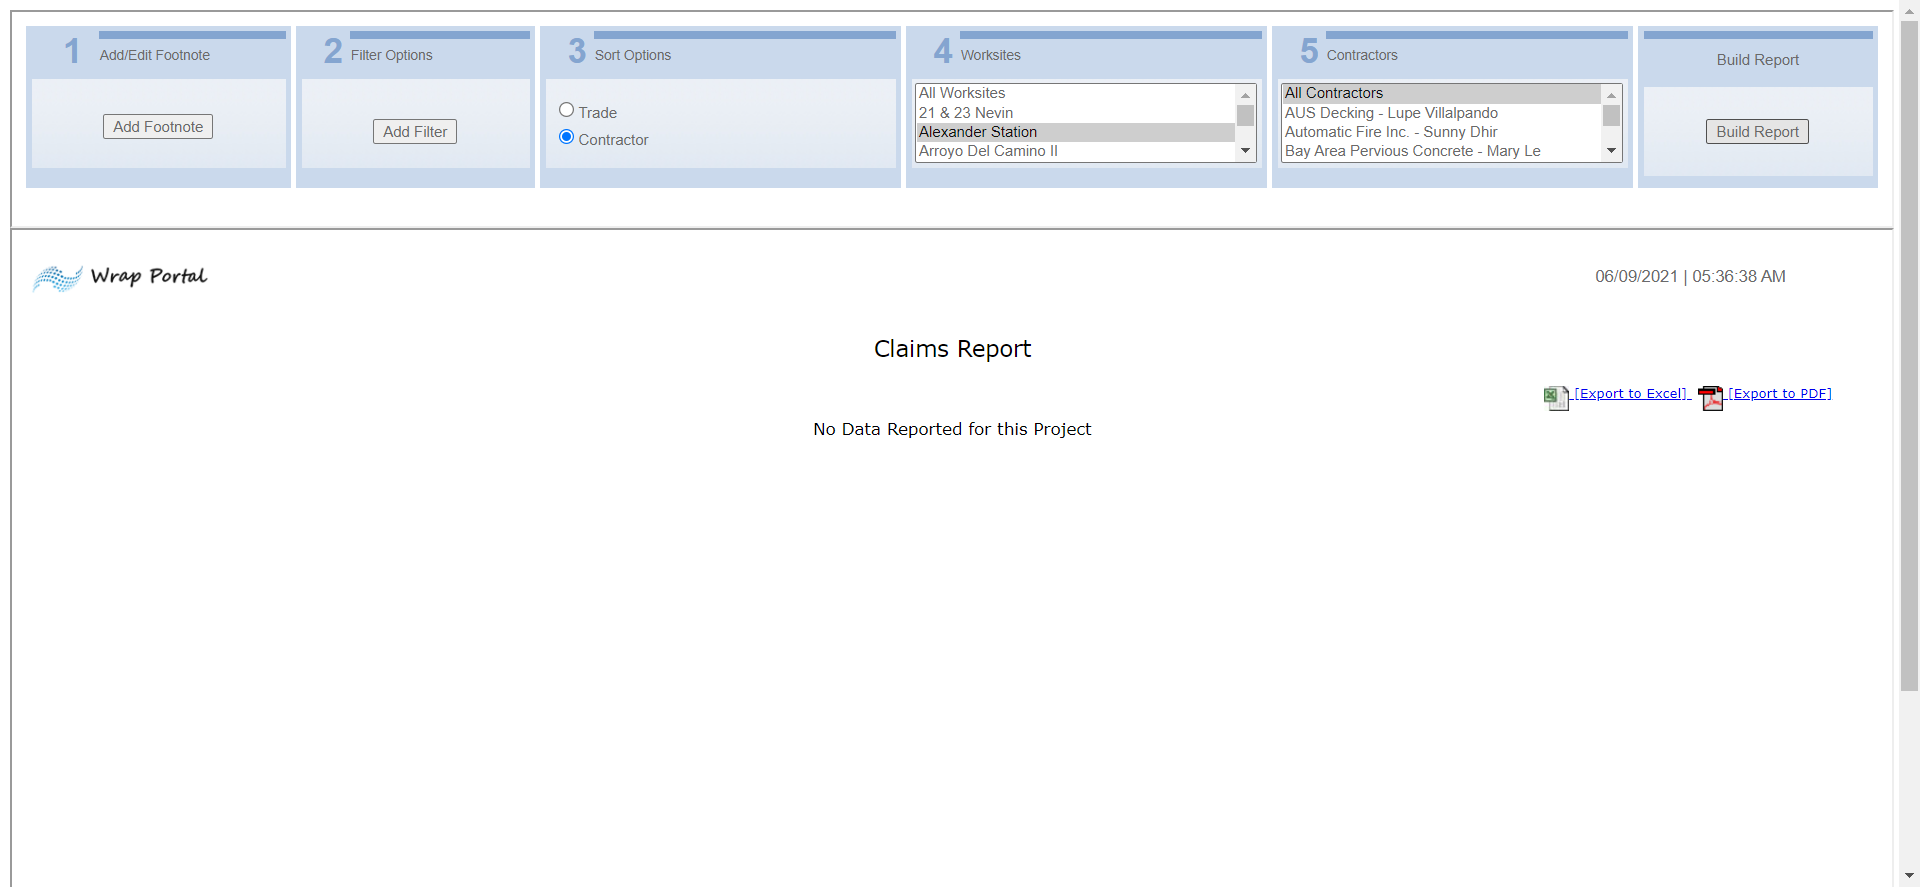 1 Add/Edit Footnote
Add Footnote
2 Filter Options
Add Filter
3 Sort Options
Trade
Contractor
4 Worksites
All Worksites
21 & 23 Nevin
Alexander Station
Arroyo Del Camino II
5 Contractors
All Contractors
AUS Decking - Lupe Villalpando
Automatic Fire Inc. - Sunny Dhir
Bay Area Pervious Concrete - Mary Le
Build Report
Build Report
Wrap Portal
06/09/2021 | 05:36:38 AM
Claims Report
[Export to Excel] [Export to PDF]
No Data Reported for this Project